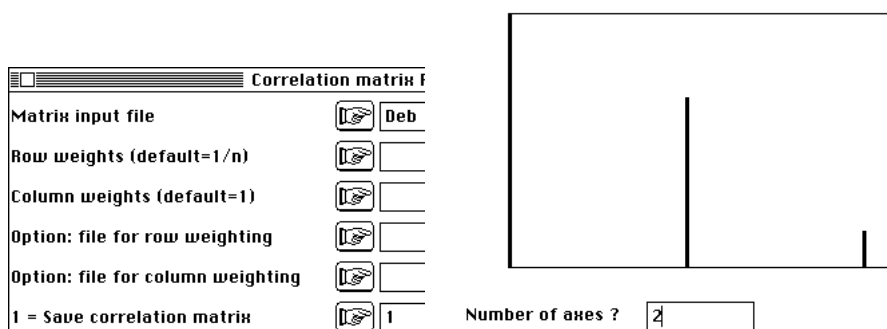 Correlation matrix
Matrix input file Deb
Row weights (default=1/n)
Column weights (default=1)
Option: file for row weighting
Option: file for column weighting
1 = Save correlation matrix 1
Number of axes ? 2